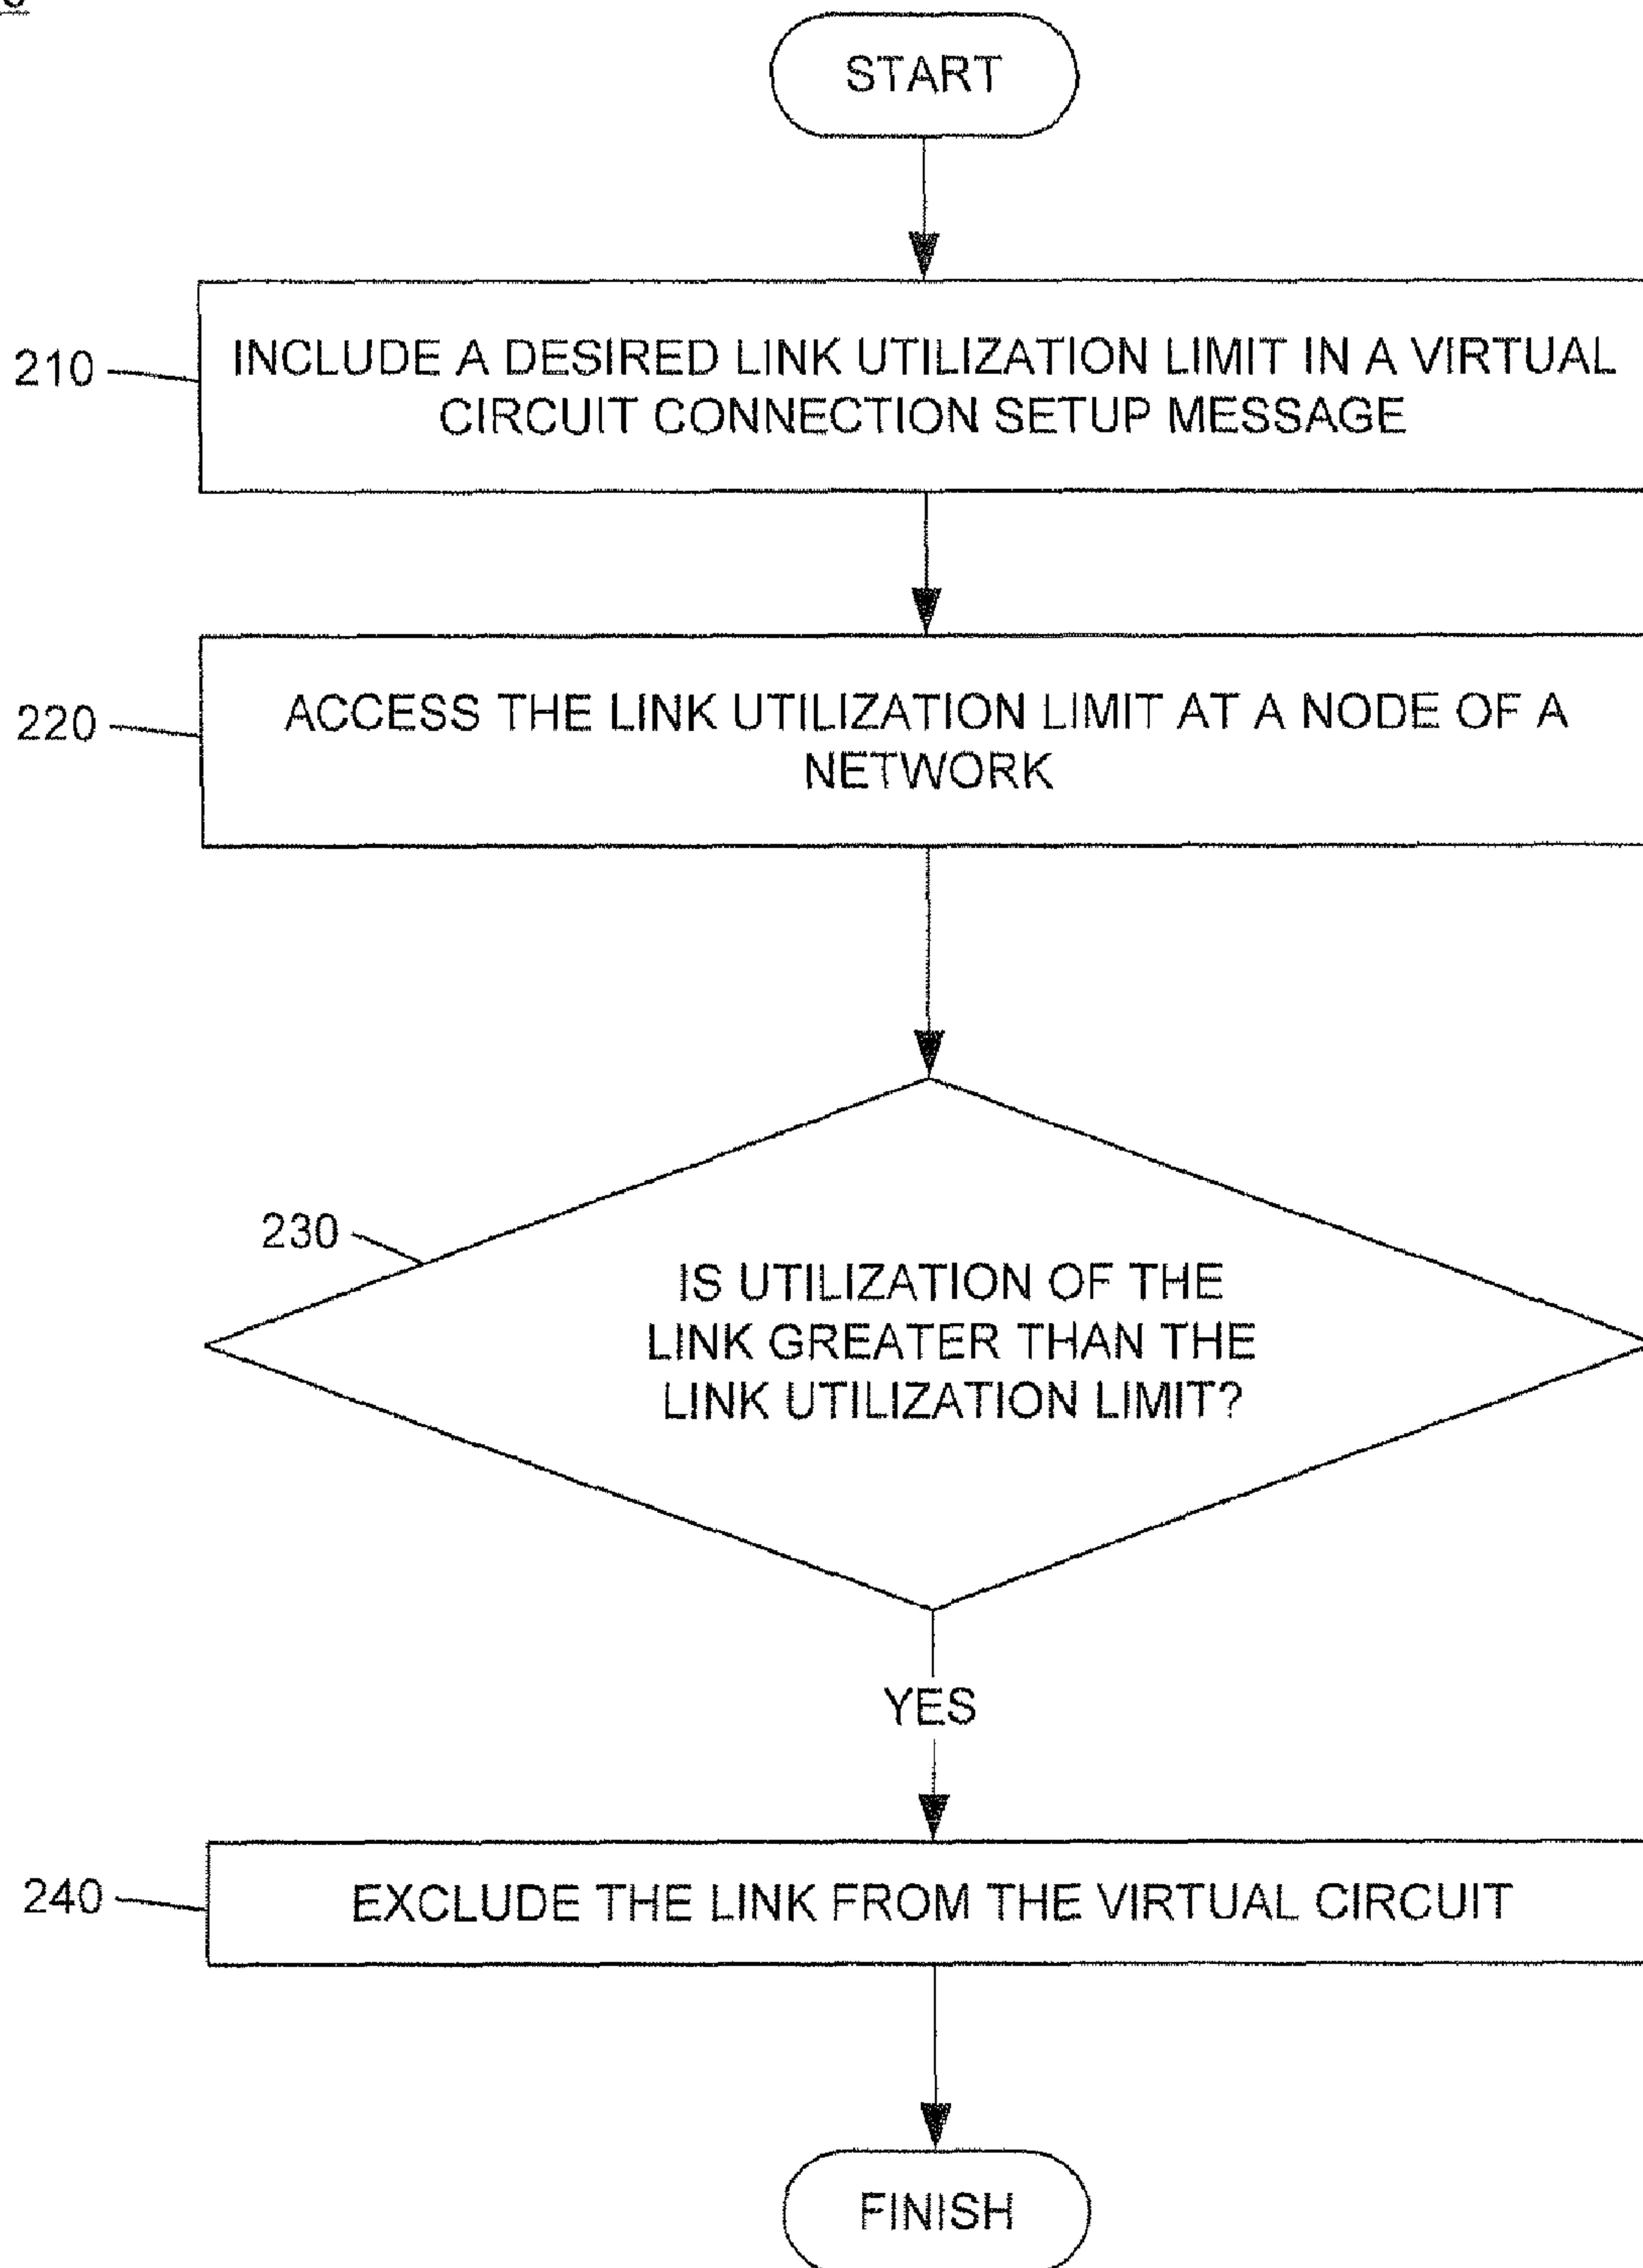 START
210
INCLUDE A DESIRED LINK UTILIZATION LIMIT IN A VIRTUAL
CIRCUIT CONNECTION SETUP MESSAGE
220
ACCESS THE LINK UTILIZATION LIMIT AT A NODE OF A
NETWORK
230
IS UTILIZATION OF THE
LINK GREATER THAN THE
LINK UTILIZATION LIMIT?
YES
240
EXCLUDE THE LINK FROM THE VIRTUAL CIRCUIT
FINISH